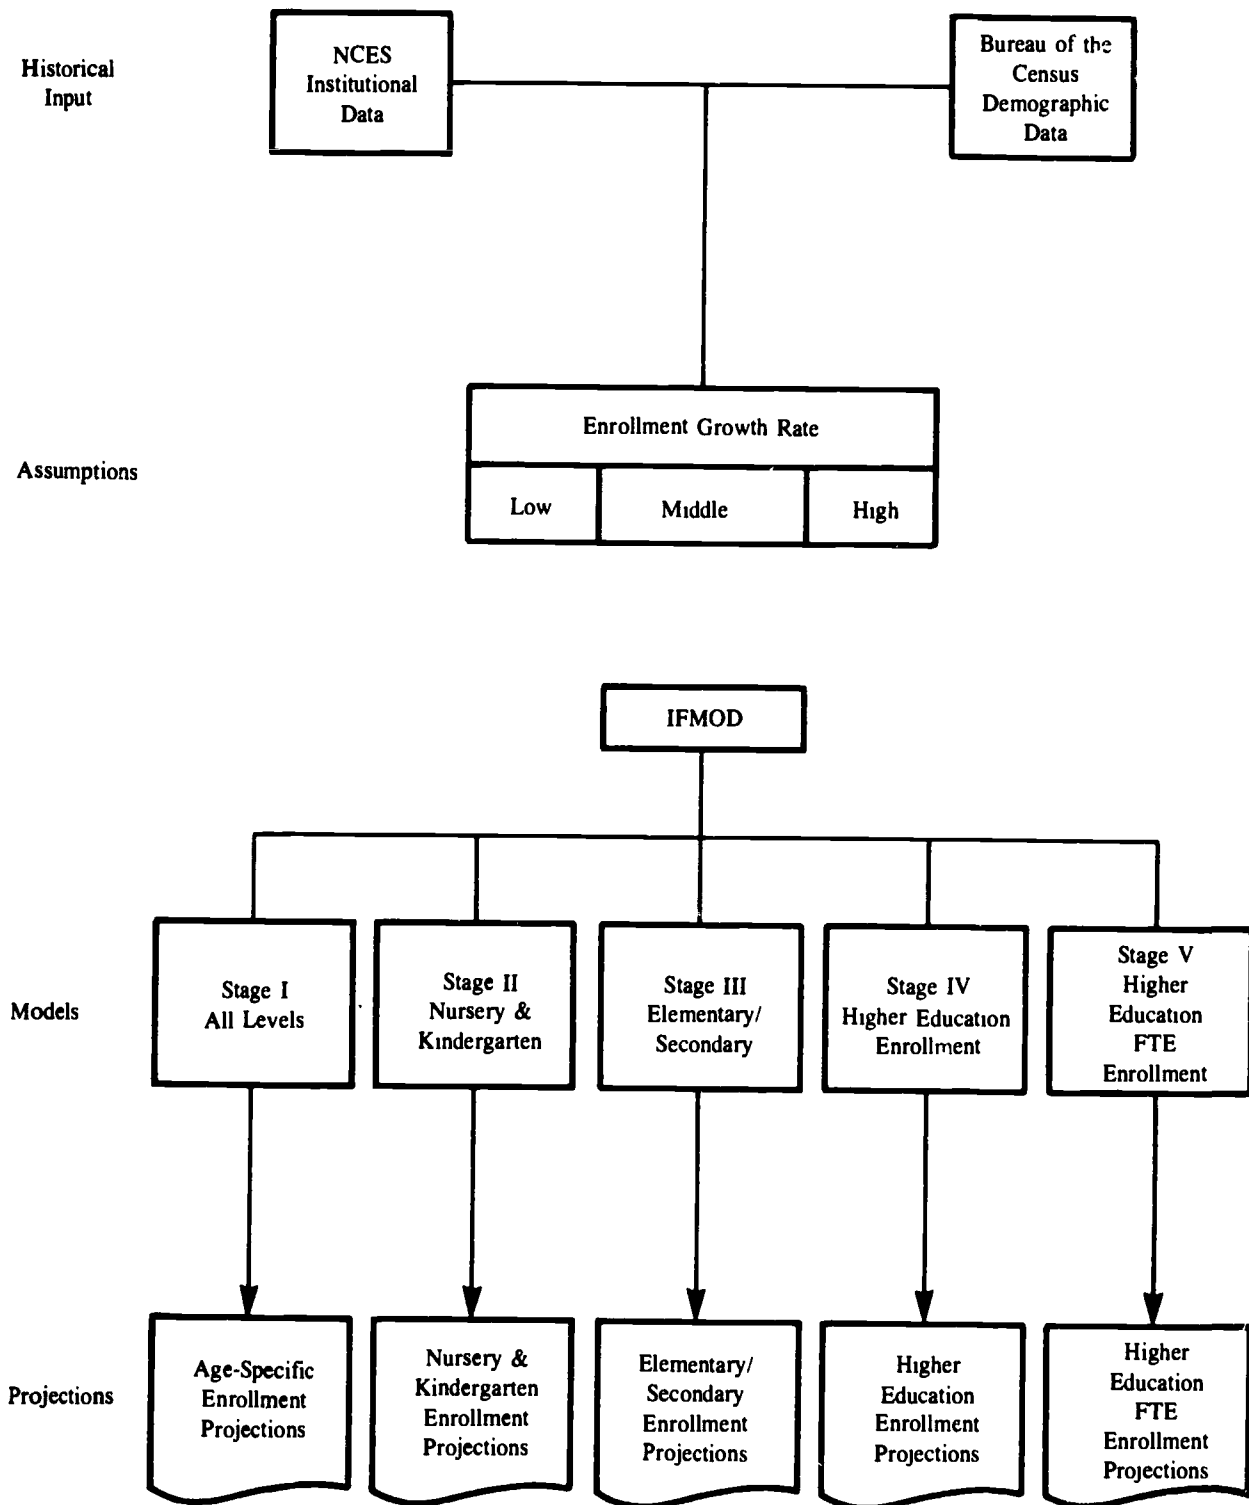 Historical
Input
NCES
Institutional
Data
Bureau of the
Census
Demographic
Data
Assumptions
Enrollment Growth Rate
Low
Middle
High
IFMOD
Models
Stage I
All Levels
Stage II
Nursery &
Kindergarten
Stage III
Elementary/
Secondary
Stage IV
Higher Education
Enrollment
Stage V
Higher
Education
FTE
Enrollment
Projections
Age-Specific
Enrollment
Projections
Nursery &
Kindergarten
Enrollment
Projections
Elementary/
Secondary
Enrollment
Projections
Higher
Education
Enrollment
Projections
Higher
Education
FTE
Enrollment
Projections